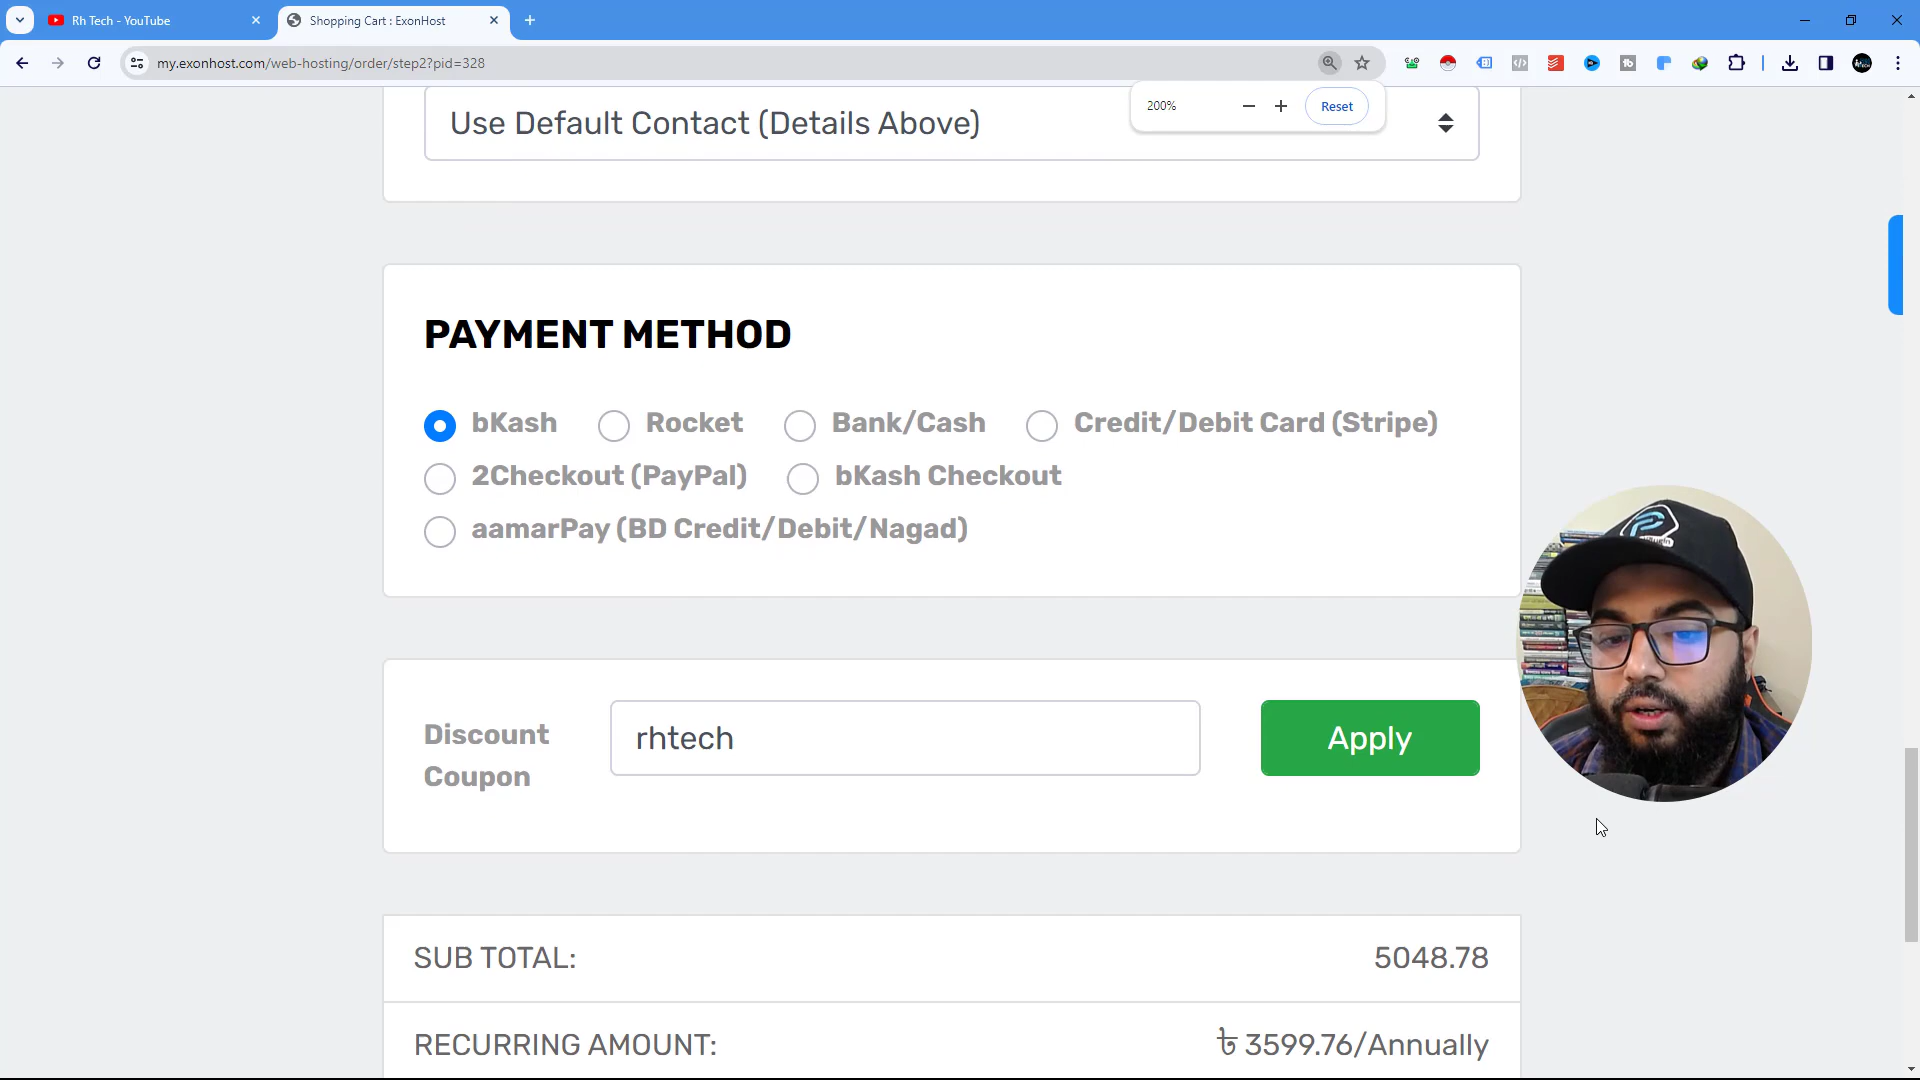 Rh Tech - YouTube
Shopping Cart : ExonHost
my.exonhost.com/web-hosting/order/step2?pid=328
200%
Reset
Use Default Contact (Details Above)
PAYMENT METHOD
bKash Rocket Bank/Cash Credit/Debit Card (Stripe)
2Checkout (PayPal) bKash Checkout
aamarPay (BD Credit/Debit/Nagad)
Discount
Coupon
rhtech
Apply
SUB TOTAL: 5048.78
RECURRING AMOUNT: ৳ 3599.76/Annually